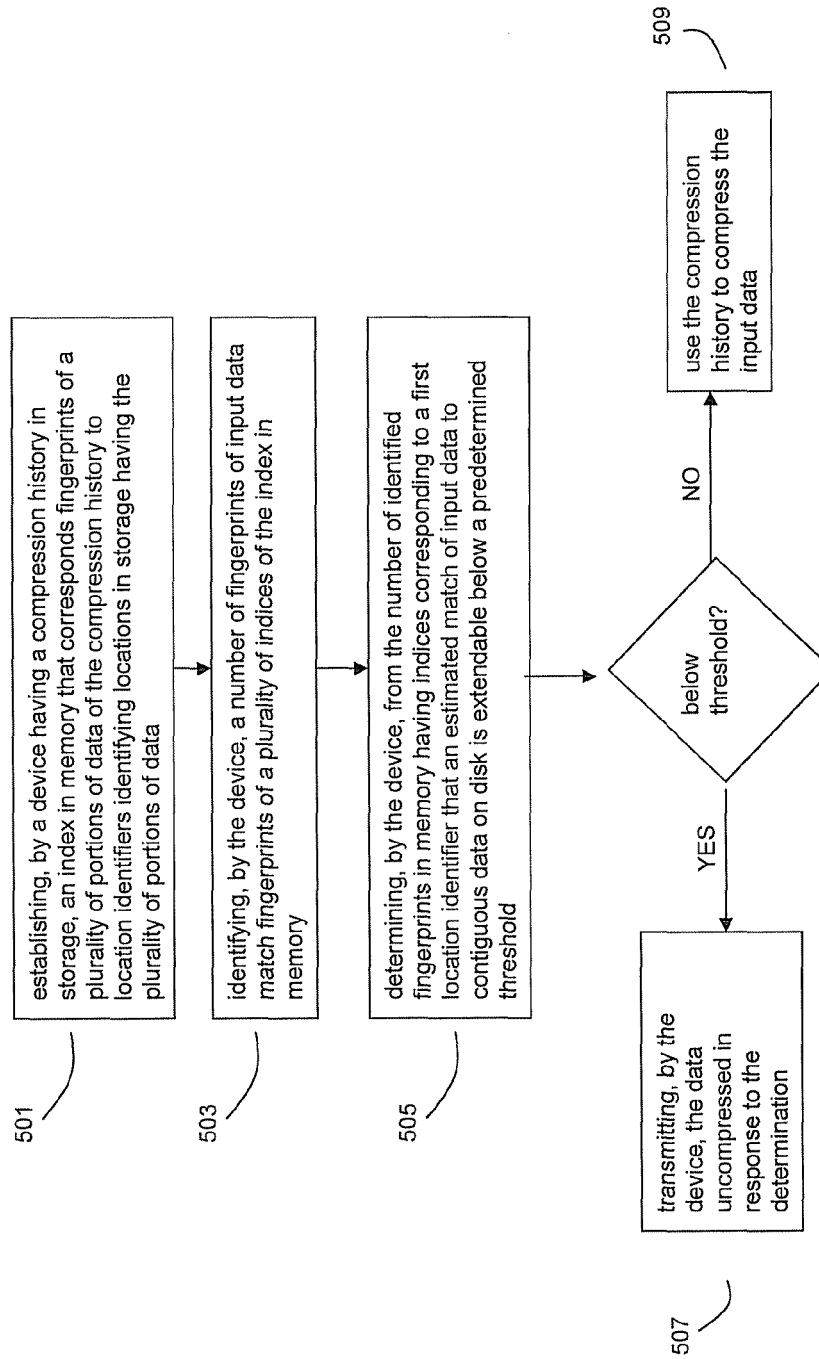 501
establishing, by a device having a compression history in
storage, an index in memory that corresponds fingerprints of a
plurality of portions of data of the compression history to
location identifiers identifying locations in storage having the
plurality of portions of data
503
identifying, by the device, a number of fingerprints of input data
match fingerprints of a plurality of indices of the index in
memory
505
determining, by the device, from the number of identified
fingerprints in memory having indices corresponding to a first
location identifier that an estimated match of input data to
contiguous data on disk is extendable below a predetermined
threshold
below
threshold?
YES
NO
507
transmitting, by the
device, the data
uncompressed in
response to the
determination
509
use the compression
history to compress the
input data